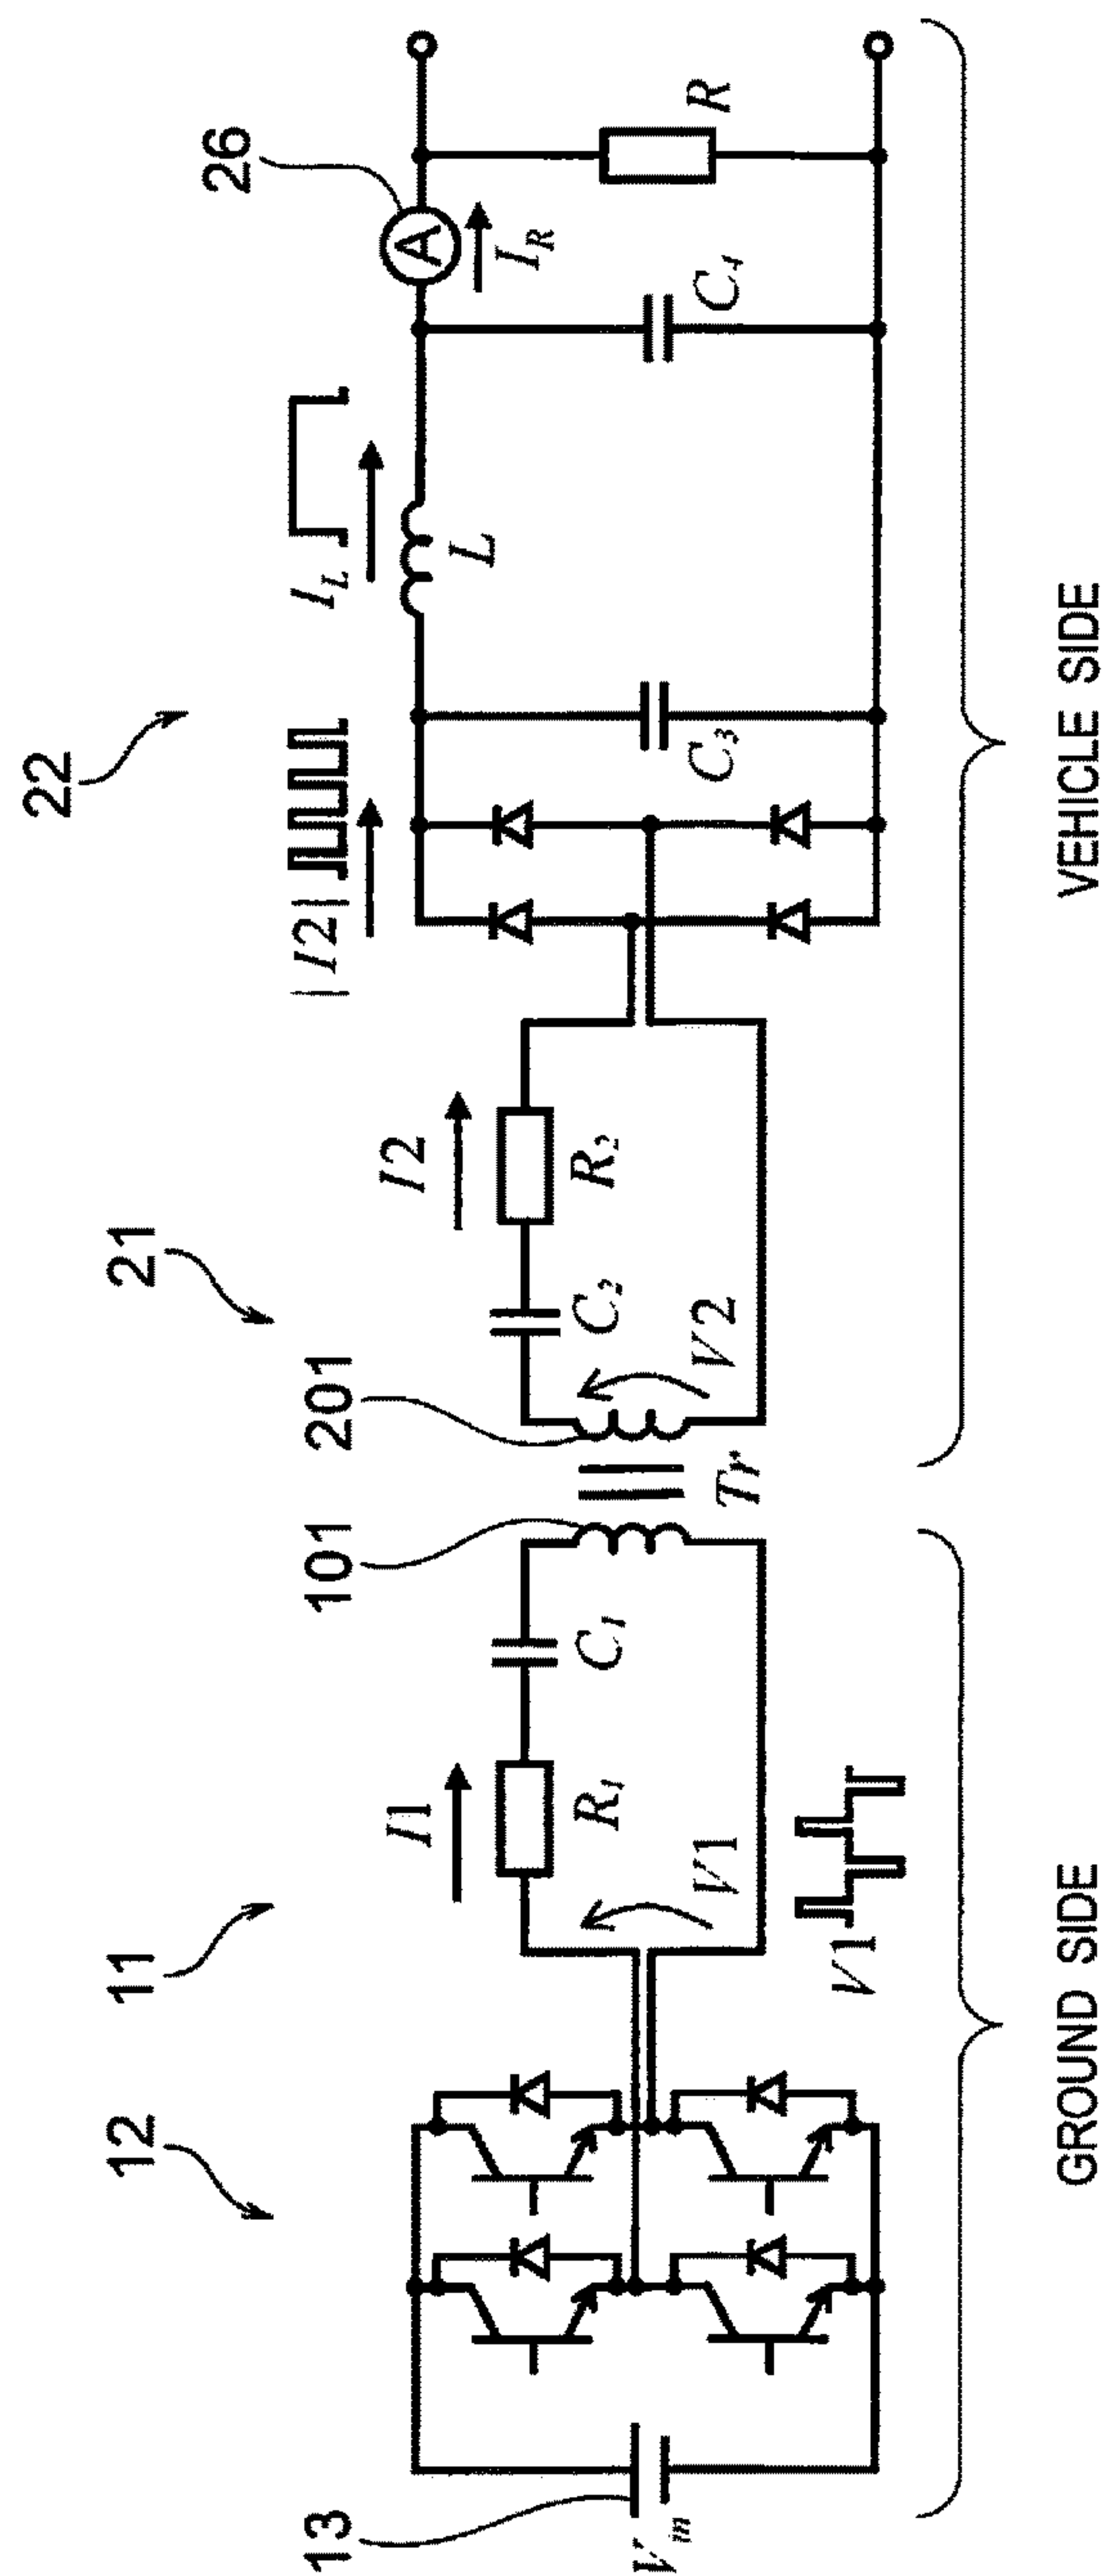 22
26
21
11
12
201
101
13
|I2|
I_L
I2
I1
A
I_R
L
R
C_4
C_3
R_2
C_2
C_1
R_1
V2
Tr
V1
V_in
V1
GROUND SIDE
VEHICLE SIDE